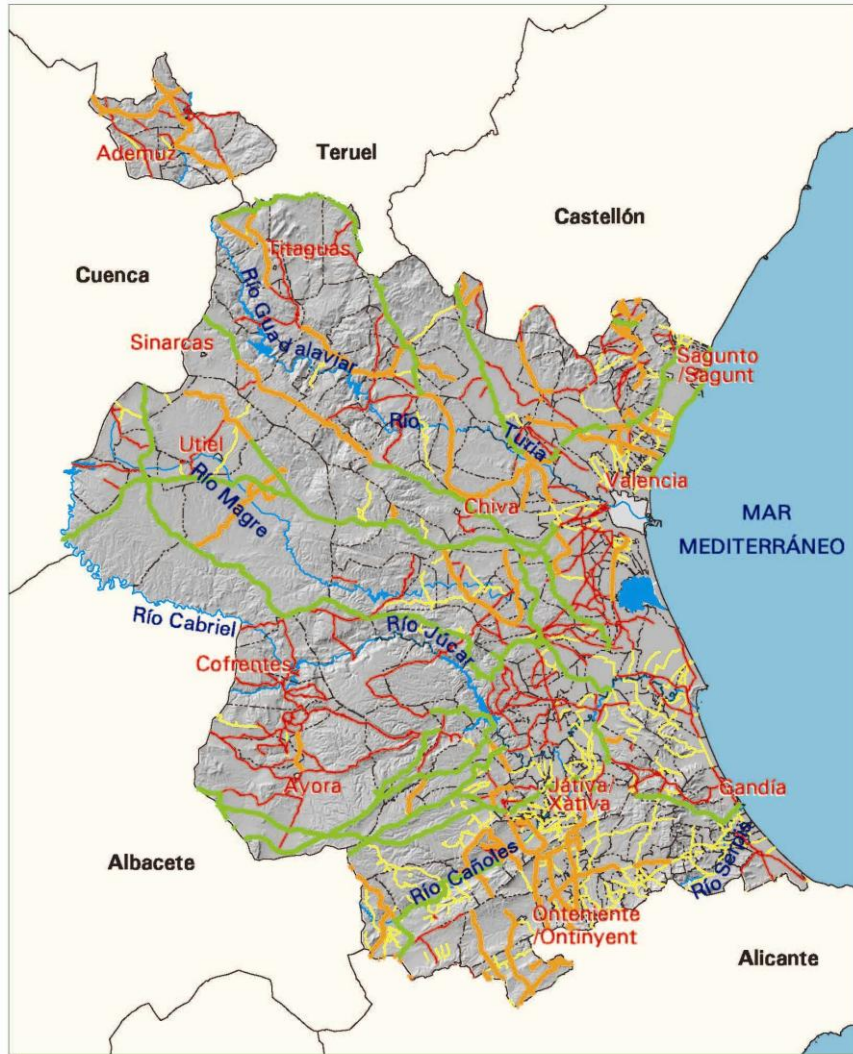 Ademuz
Teruel
Castellón
Cuenca
Titaguas
Río Guadalaviar
Sinarcas
Sagunto
/Sagunt
Río
Turia
Utiel
Río Magre
Chiva
Valencia
MAR
MEDITERRÁNEO
Río Cabriel
Río Júcar
Cofrentes
Ayora
Játiva/
Xàtiva
Gandía
Albacete
Río Cañoles
Río Serpis
Onteniente
/Ontinyent
Alicante